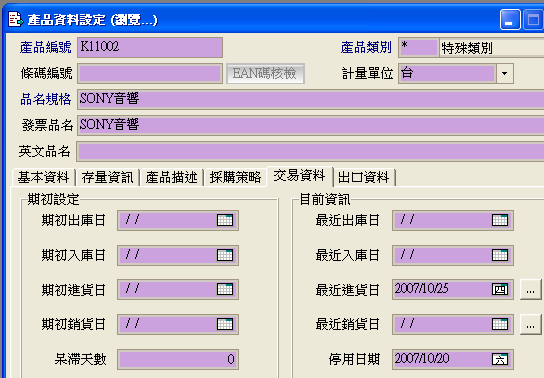 產品資料設定 (瀏覽...)
產品編號 K11002 產品類別 * 特殊類別
條碼編號 EAN碼核檢 計量單位 台
品名規格 SONY音響
發票品名 SONY音響
英文品名
基本資料 存量資訊 產品描述 採購策略 交易資料 出口資料
期初設定 目前資訊
期初出庫日 / / 最近出庫日 / /
期初入庫日 / / 最近入庫日 / /
期初進貨日 / / 最近進貨日 2007/10/25 四 ...
期初銷貨日 / / 最近銷貨日 / / ...
呆滯天數 0 停用日期 2007/10/20 六